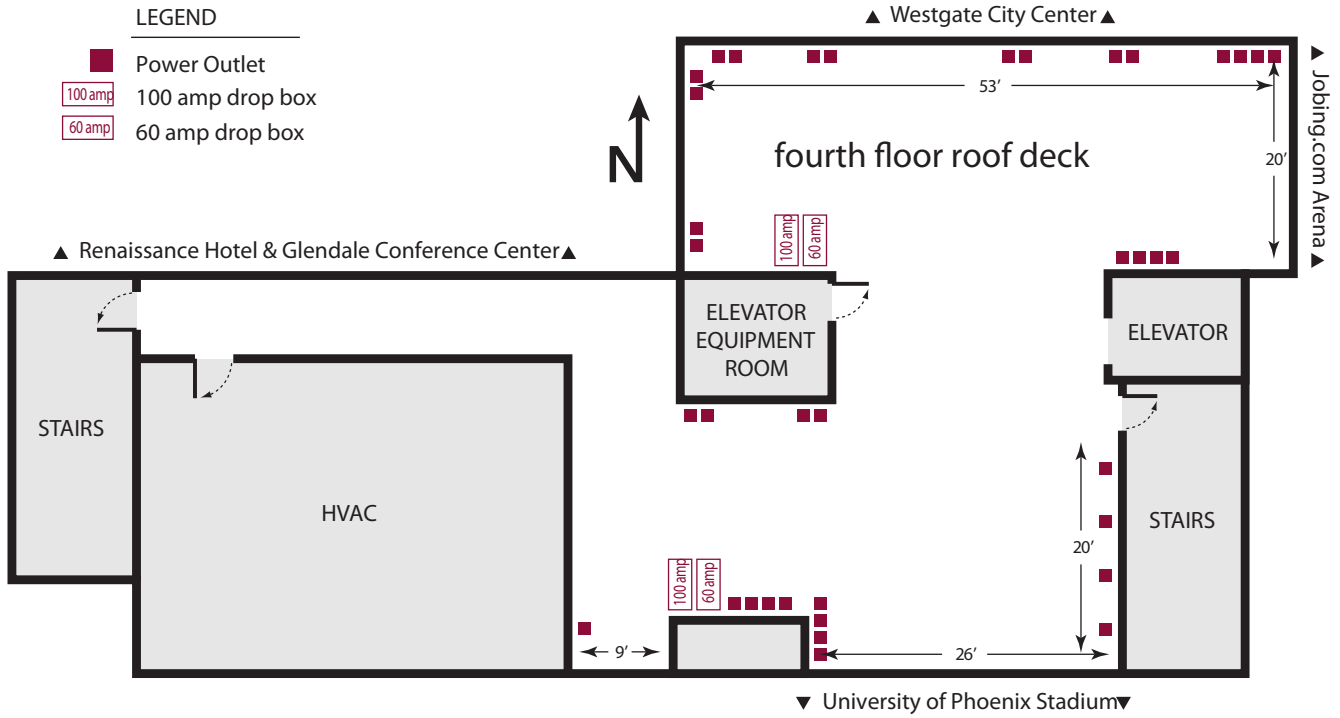 LEGEND
Power Outlet
100 amp 100 amp drop box
60 amp 60 amp drop box
▲ Westgate City Center ▲
▲ Jobing.com Arena ▲
53'
N
fourth floor roof deck
20'
100 amp
60 amp
▲ Renaissance Hotel & Glendale Conference Center ▲
ELEVATOR
EQUIPMENT
ROOM
ELEVATOR
STAIRS
HVAC
STAIRS
20'
100 amp
60 amp
9'
26'
▼ University of Phoenix Stadium ▼